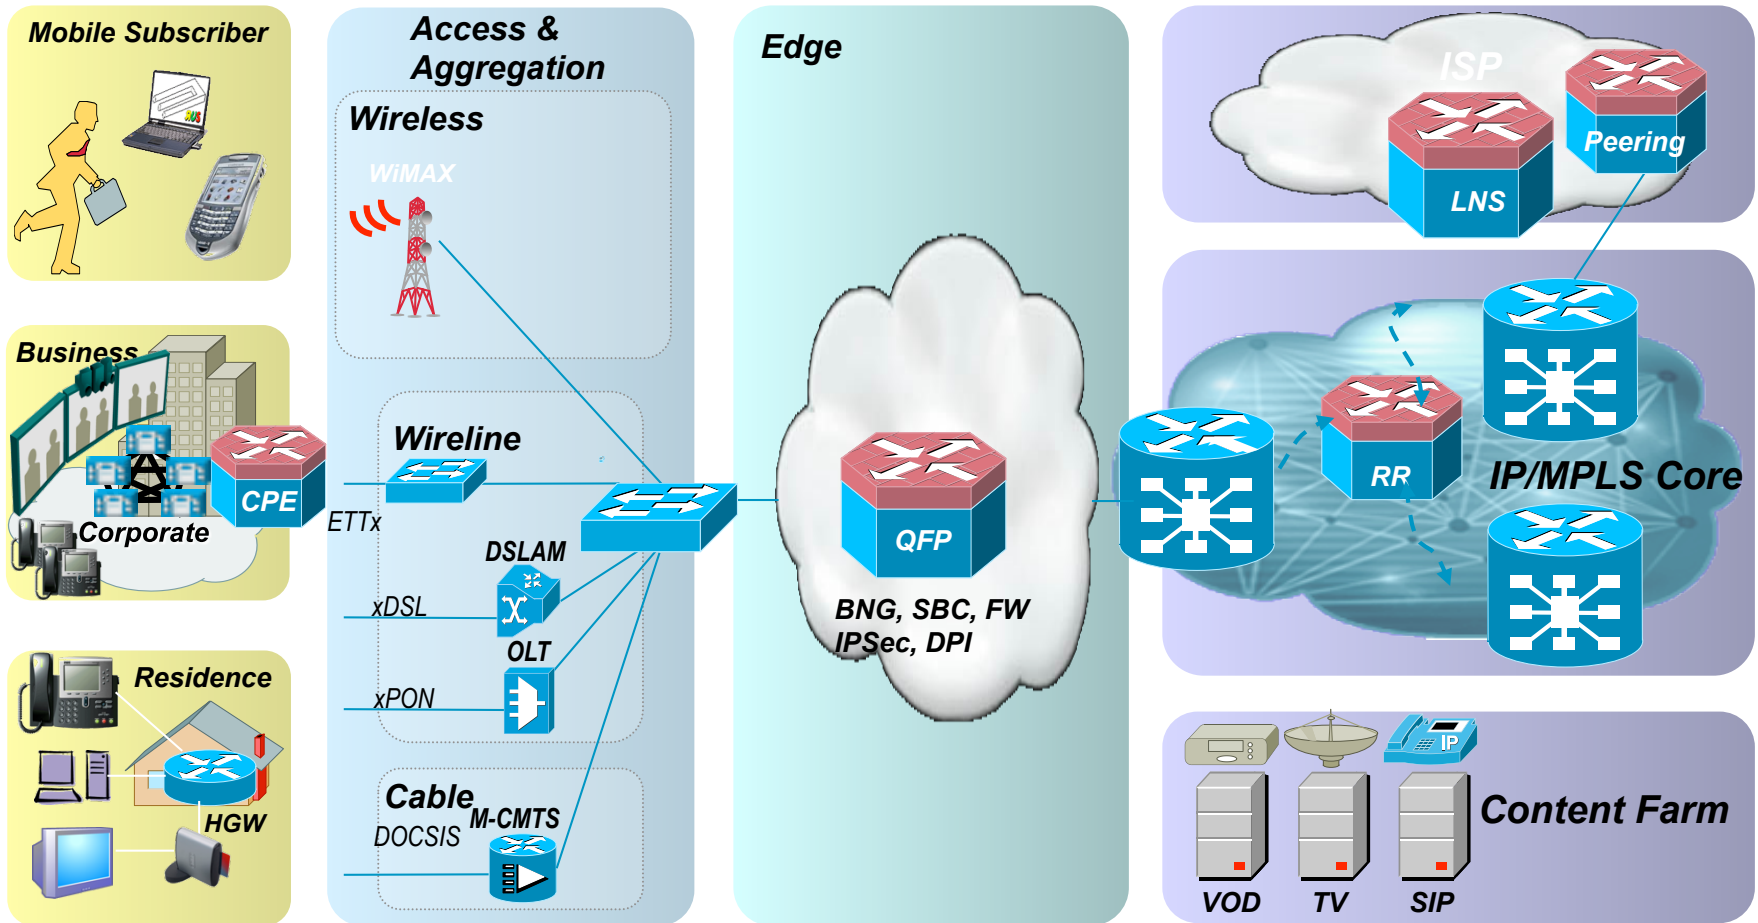 Mobile Subscriber
Business
CPE
Corporate
Residence
HGW
Access &
Aggregation
Wireless
WiMAX
Wireline
ETTx
DSLAM
xDSL
OLT
xPON
Cable
M-CMTS
DOCSIS
Edge
QFP
BNG, SBC, FW
IPSec, DPI
ISP
Peering
LNS
RR
IP/MPLS Core
IP
Content Farm
VOD
TV
SIP